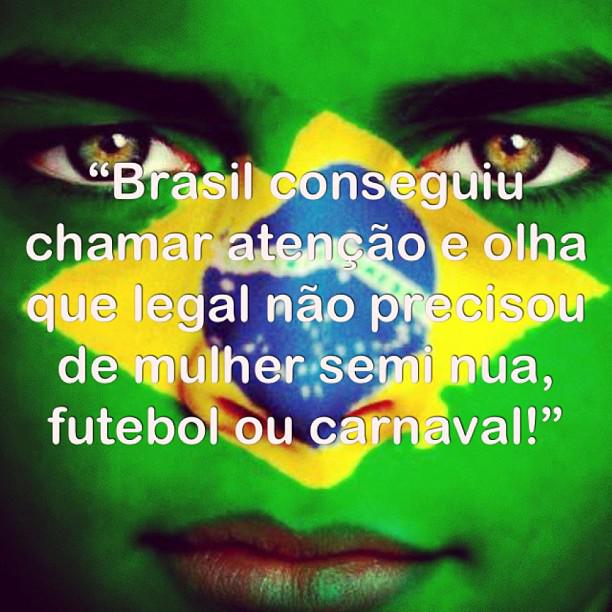 “Brasil conseguiu
chamar atenção e olha
que legal não precisou
de mulher semi nua,
futebol ou carnaval!”